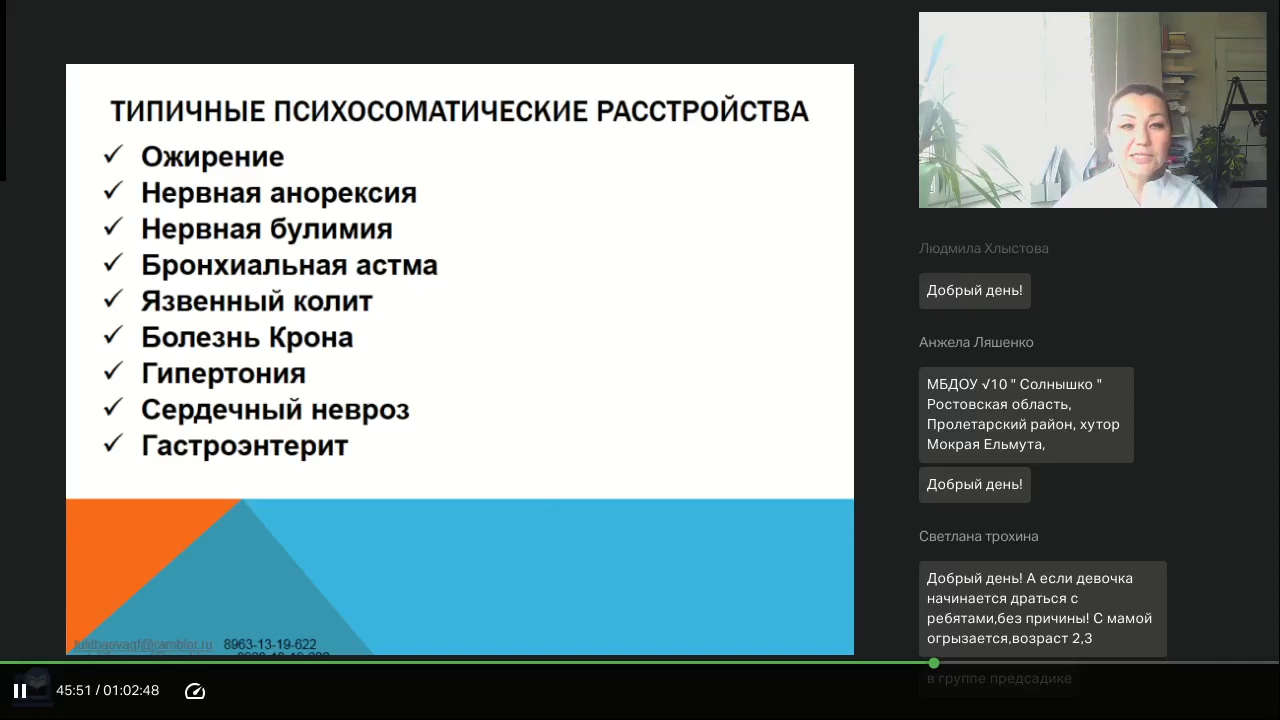 ТИПИЧНЫЕ ПСИХОСОМАТИЧЕСКИЕ РАССТРОЙСТВА
✓ Ожирение
✓ Нервная анорексия
✓ Нервная булимия
✓ Бронхиальная астма
✓ Язвенный колит
✓ Болезнь Крона
✓ Гипертония
✓ Сердечный невроз
✓ Гастроэнтерит
8963-13-19-622
45:51 / 01:02:48
Людмила Хлыстова
Добрый день!
Анжела Ляшенко
МБДОУ √10 " Солнышко "
Ростовская область,
Пролетарский район, хутор
Мокрая Ельмута,
Добрый день!
Светлана трохина
Добрый день! А если девочка
начинается драться с
ребятами,без причины! С мамой
огрызается,возраст 2,3
в группе предсадике